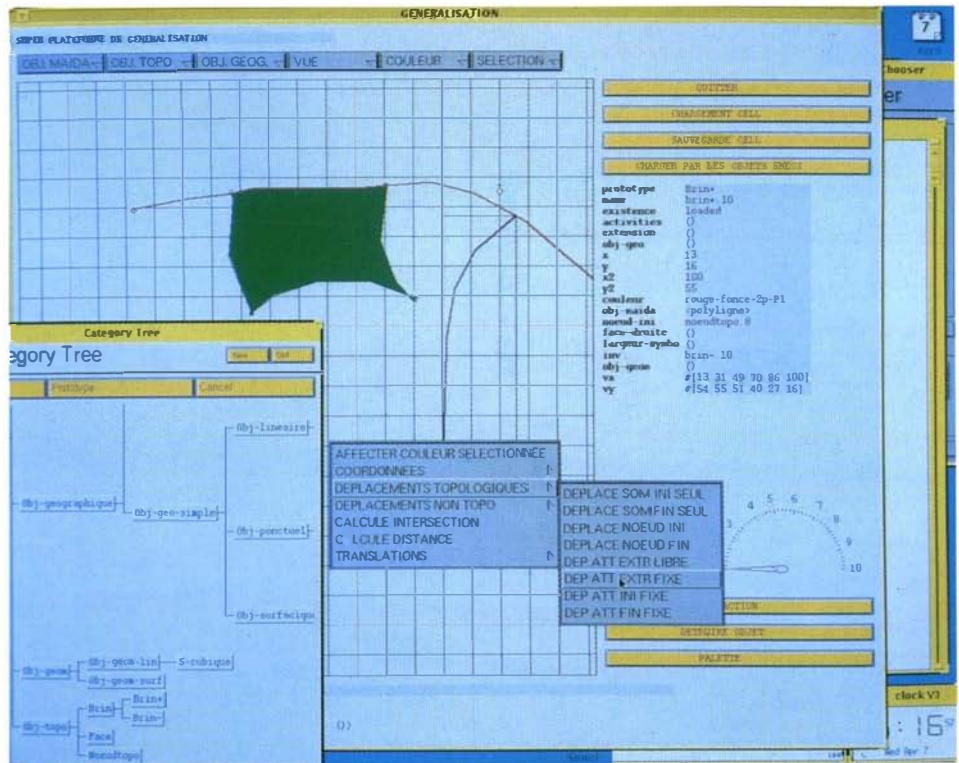 GENERALISATION
SUPER PLATEFORME DE GENERALISATION
OBJ. MAIDA
OBJ. TOPO
OBJ. GEOG.
VUE
COULEUR
SELECTION
QUITTER
CHARGEMENT CELL
SAUVEGARDE CELL
CHARGER PAR LES OBJETS
prototype Brin+
name brin+ 10
existence loaded
activities ()
extension ()
obj-geo ()
x 13
y 16
x2 100
y2 55
couleur rouge-fonce-2p-P1
obj-maida <polyligne>
noeud-ini noeudtopo.0
face-droite ()
largeur-symbo ()
inv brin- 10
obj-geom ()
vx #[13 31 49 70 86 100]
vy #[54 55 51 40 27 16]
7
Chooser
er
Category Tree
egory Tree
New
Quit
Prototype
Cancel
Obj-lineaire
Obj-geographique
Obj-geo-simple
Obj-ponctuel
Obj-surfacique
Obj-geom
Obj-geom-lin
S-cubique
Obj-geom-surf
Obj-topo
Brin
Brin+
Brin-
Face
Noeudtopo
AFFECTER COULEUR SELECTIONNEE
COORDONNEES
DEPLACEMENTS TOPOLOGIQUES
DEPLACEMENTS NON TOPO
CALCULE INTERSECTION
C LCULE DISTANCE
TRANSLATIONS
DEPLACE SOM INI SEUL
DEPLACE SOM FIN SEUL
DEPLACE NOEUD INI
DEPLACE NOEUD FIN
DEP ATT EXTR LIBRE
DEP ATT EXTR FIXE
DEP ATT INI FIXE
DEP ATT FIN FIXE
3 4 5 6 7 8 9 10
ACTION
DETRUIRE OBJET
PALETTE
())
clock V3
: 16
Wed Apr 7